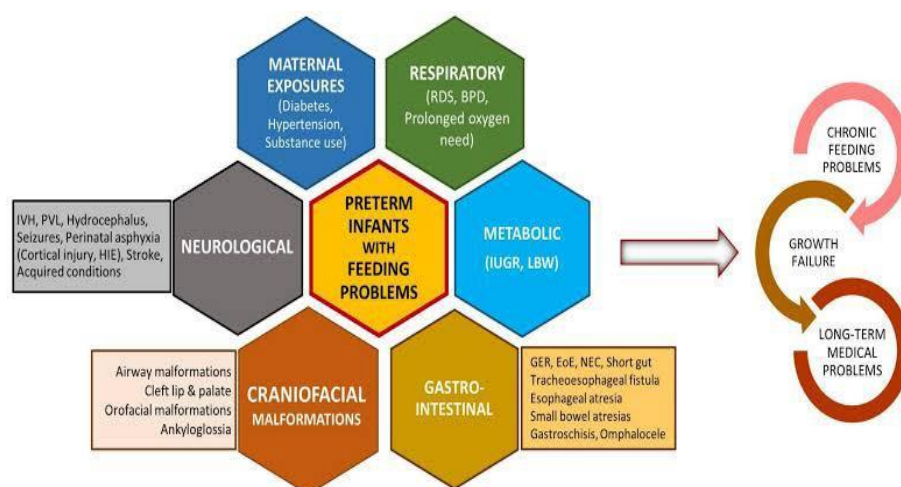 MATERNAL
EXPOSURES
(Diabetes,
Hypertension,
Substance use)
RESPIRATORY
(RDS, BPD,
Prolonged oxygen
need)
IVH, PVL, Hydrocephalus,
Seizures, Perinatal asphyxia
(Cortical injury, HIE), Stroke,
Acquired conditions
NEUROLOGICAL
PRETERM
INFANTS
WITH
FEEDING
PROBLEMS
METABOLIC
(IUGR, LBW)
Airway malformations
Cleft lip & palate
Orofacial malformations
Ankyloglossia
CRANIOFACIAL
MALFORMATIONS
GASTRO-
INTESTINAL
GER, EoE, NEC, Short gut
Tracheoesophageal fistula
Esophageal atresia
Small bowel atresias
Gastroschisis, Omphalocele
CHRONIC
FEEDING
PROBLEMS
GROWTH
FAILURE
LONG-TERM
MEDICAL
PROBLEMS